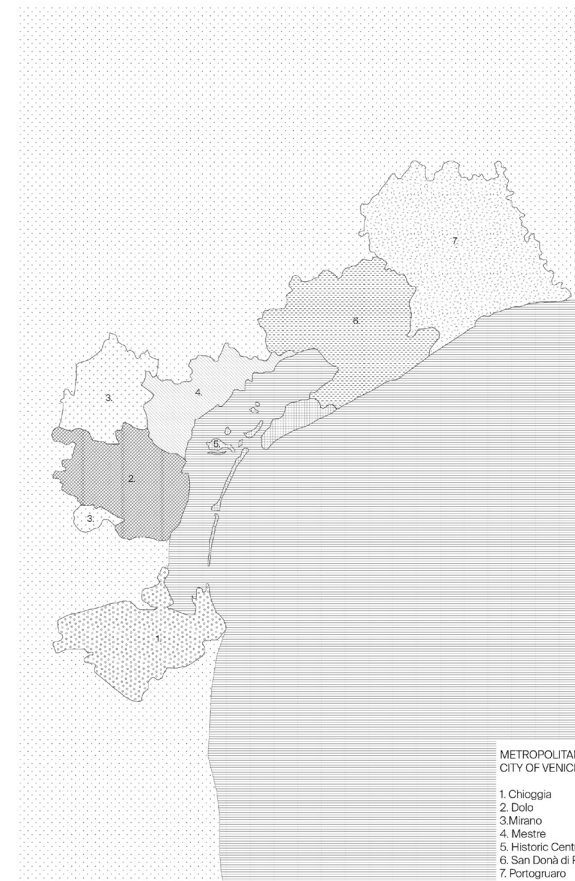 7.
6.
3.
4.
5.
2.
3.
1.
METROPOLITA
CITY OF VENIC
1. Chioggia
2. Dolo
3.Mirano
4. Mestre
5. Historic Cent
6. San Donà di P
7. Portogruaro